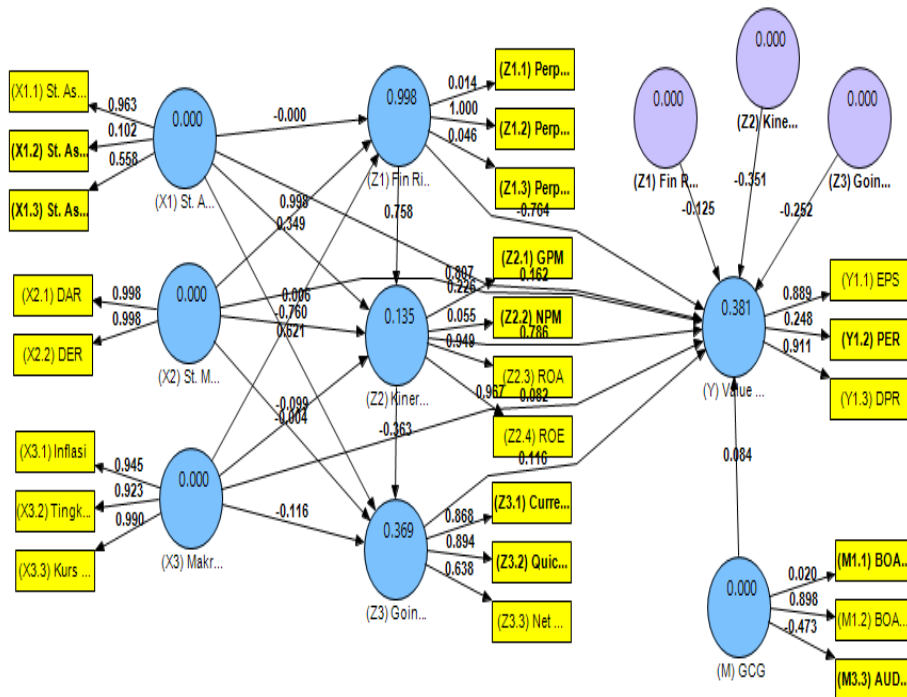 0.000
0.000
0.000
0.000
(Z2) Kine...
(Z1) Fin R...
(Z3) Goin...
-0.125
-0.351
-0.252
(X1.1) St. As...
(X1.2) St. As...
(X1.3) St. As...
0.963
0.102
0.558
(X1) St. A...
-0.000
0.998
(Z1) Fin Ri...
0.014
1.000
0.046
(Z1.1) Perp...
(Z1.2) Perp...
(Z1.3) Perp...
0.998
0.349
0.758
-0.764
(X2.1) DAR
(X2.2) DER
0.998
0.998
0.000
(X2) St. M...
0.006
-0.760
0.621
0.135
(Z2) Kiner...
0.807
0.226
0.162
0.055
0.786
0.949
0.967
0.082
(Z2.1) GPM
(Z2.2) NPM
(Z2.3) ROA
(Z2.4) ROE
0.381
(Y) Value ...
0.889
0.248
0.911
(Y1.1) EPS
(Y1.2) PER
(Y1.3) DPR
-0.099
-0.004
-0.363
0.116
0.084
(X3.1) Inflasi
(X3.2) Tingk...
(X3.3) Kurs ...
0.945
0.923
0.990
0.000
(X3) Makr...
-0.116
0.369
(Z3) Goin...
0.868
0.894
0.638
(Z3.1) Curre...
(Z3.2) Quic...
(Z3.3) Net ...
0.000
(M) GCG
0.020
0.898
-0.473
(M1.1) BOA...
(M1.2) BOA...
(M3.3) AUD...